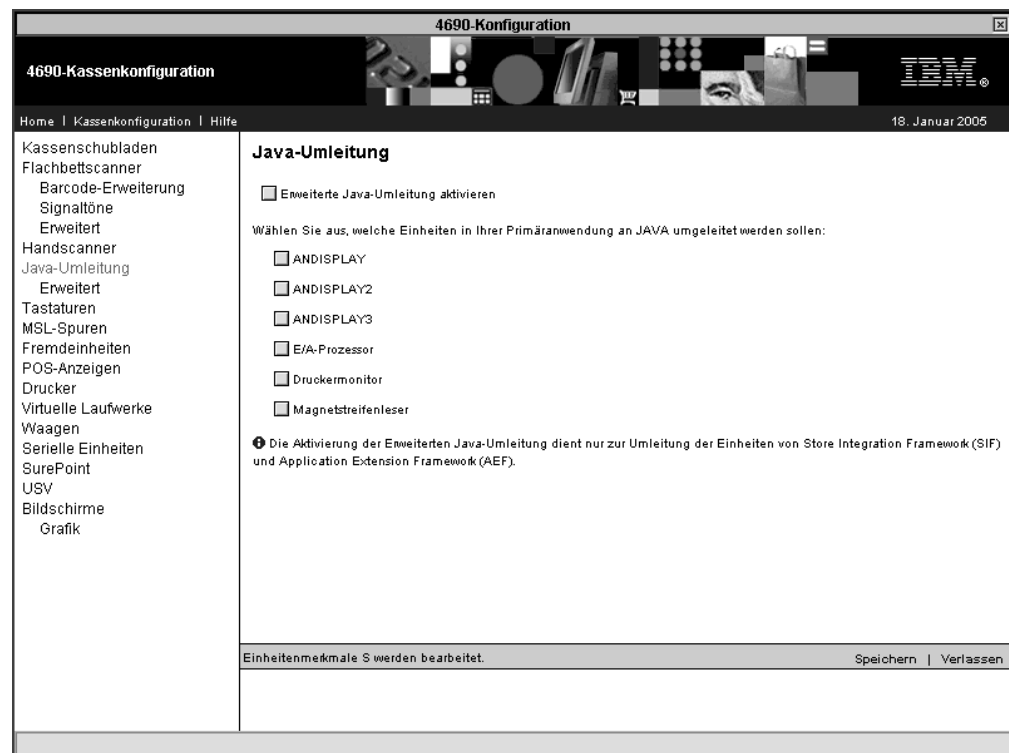 4690-Konfiguration
4690-Kassenkonfiguration
IBM®
Home | Kassenkonfiguration | Hilfe
18. Januar 2005
Kassenschubladen
Flachbettscanner
Barcode-Erweiterung
Signaltöne
Erweitert
Handscanner
Java-Umleitung
Erweitert
Tastaturen
MSL-Spuren
Fremdeinheiten
POS-Anzeigen
Drucker
Virtuelle Laufwerke
Waagen
Serielle Einheiten
SurePoint
USV
Bildschirme
Grafik
Java-Umleitung
Erweiterte Java-Umleitung aktivieren
Wählen Sie aus, welche Einheiten in Ihrer Primäranwendung an JAVA umgeleitet werden sollen:
ANDISPLAY
ANDISPLAY2
ANDISPLAY3
E/A-Prozessor
Druckermonitor
Magnetstreifenleser
Die Aktivierung der Erweiterten Java-Umleitung dient nur zur Umleitung der Einheiten von Store Integration Framework (SIF)
und Application Extension Framework (AEF).
Einheitenmerkmale S werden bearbeitet.
Speichern | Verlassen